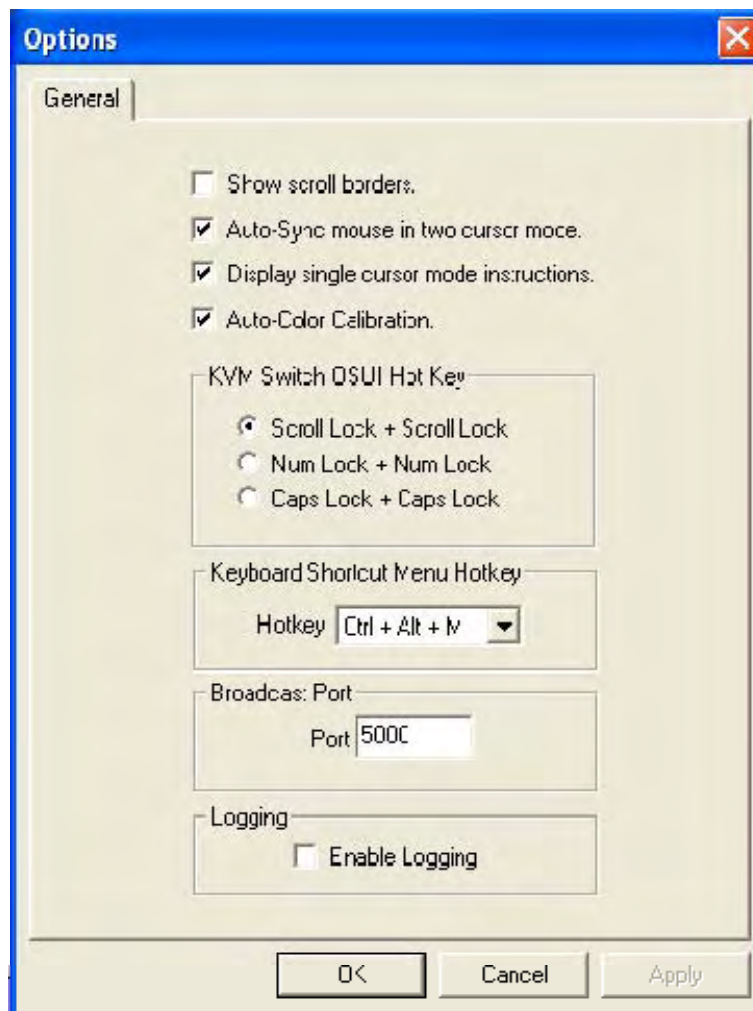 Options
General
Show scroll borders.
Auto-Sync mouse in two cursor mode.
Display single cursor mode instructions.
Auto-Color Calibration.
KVM Switch OSUI Hot Key
Scroll Lock + Scroll Lock
Num Lock + Num Lock
Caps Lock + Caps Lock
Keyboard Shortcut Menu Hotkey
Hotkey Ctrl + Alt + M
Broadcast Port
Port 5000
Logging
Enable Logging
OK Cancel Apply